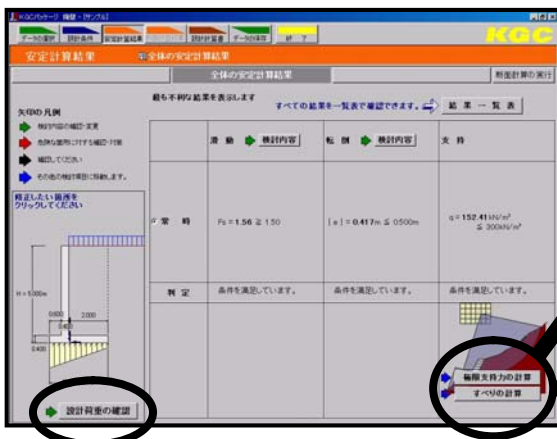 KGCパッケージ 擁壁 - [サンプル]
データの選択 設計条件 安定計算結果 設計計算書 データの保存 終 了
KGC
安定計算結果 全体の安定計算結果
全体の安定計算結果 断面計算の実行
最も不利な結果を表示します
すべての結果を一覧表で確認できます。 結 果 一 覧 表
矢印の凡例
検討内容の確認・変更
危険な箇所に対する確認・対策
確認してください
その他の検討項目に移動します。
滑 動 検討内容 転 倒 検討内容 支 持
修正したい箇所を
クリックしてください
常 時 Fs = 1.56 ≧ 1.50 | e | = 0.417m ≦ 0.500m q = 152.41 kN/m²
≦ 300kN/m²
H = 5.000m
判 定 条件を満足しています。 条件を満足しています。 条件を満足しています。
0.600 2.000
0.400
0.400
極限支持力の計算
すべりの計算
設計荷重の確認